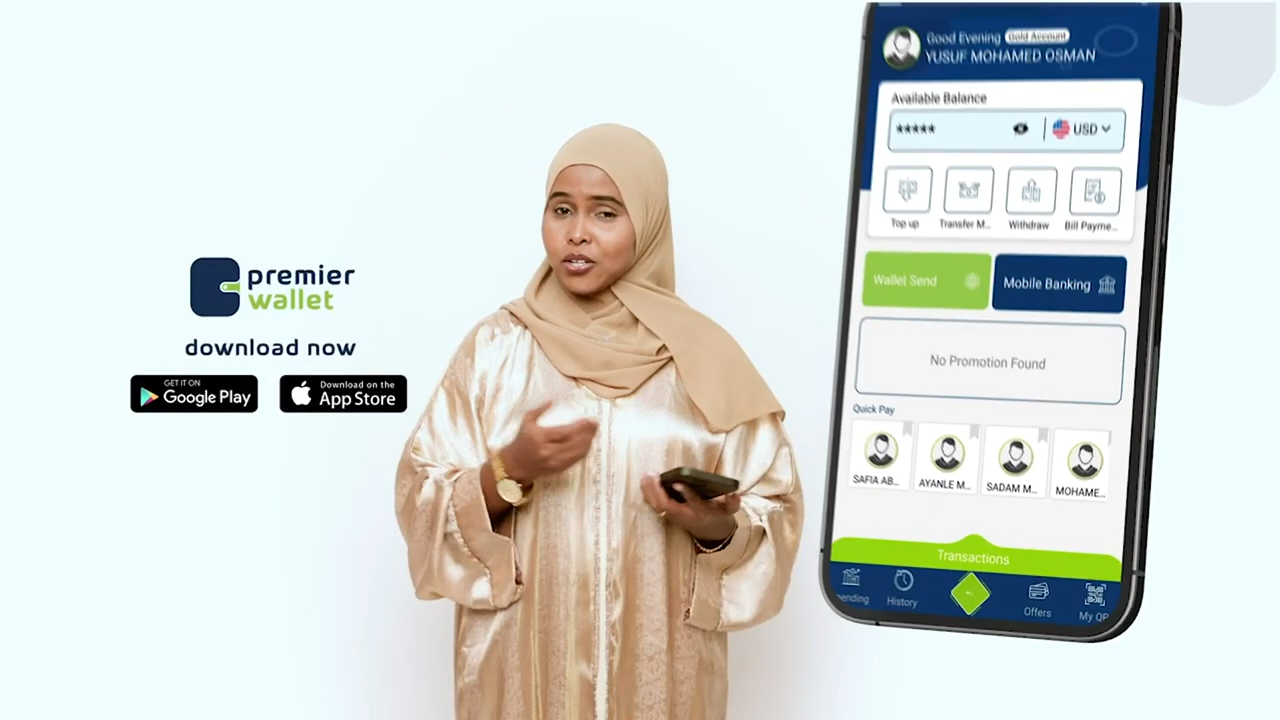 premier
wallet
download now
GET IT ON
Google Play
Download on the
App Store
Good Evening Gold Account
YUSUF MOHAMED OSMAN
Available Balance
***** USD
Top up Transfer M... Withdraw Bill Payme...
Wallet Send Mobile Banking
No Promotion Found
Quick Pay
SAFIA AB... AYANLE M... SADAM M... MOHAME...
Transactions
ending History Offers My QR